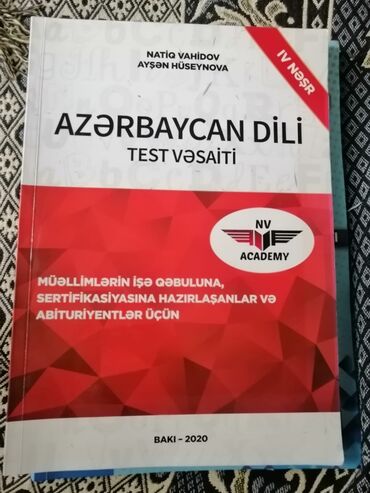 NATİQ VAHİDOV
AYŞƏN HÜSEYNOVA
IV NƏŞR
AZƏRBAYCAN DİLİ
TEST VƏSAİTİ
NV
ACADEMY
MÜƏLLİMLƏRİN İŞƏ QƏBULUNA,
SERTİFİKASİYASINA HAZIRLAŞANLAR VƏ
ABİTURİYENTLƏR ÜÇÜN
BAKI – 2020